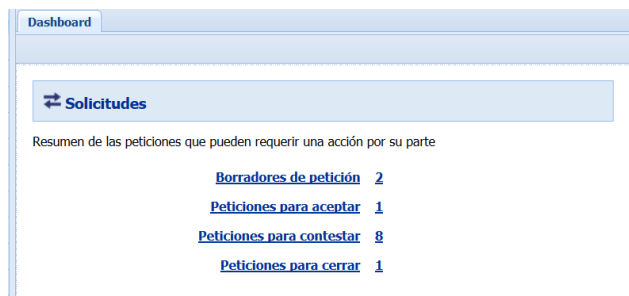 Dashboard
Solicitudes
Resumen de las peticiones que pueden requerir una acción por su parte
Borradores de petición 2
Peticiones para aceptar 1
Peticiones para contestar 8
Peticiones para cerrar 1